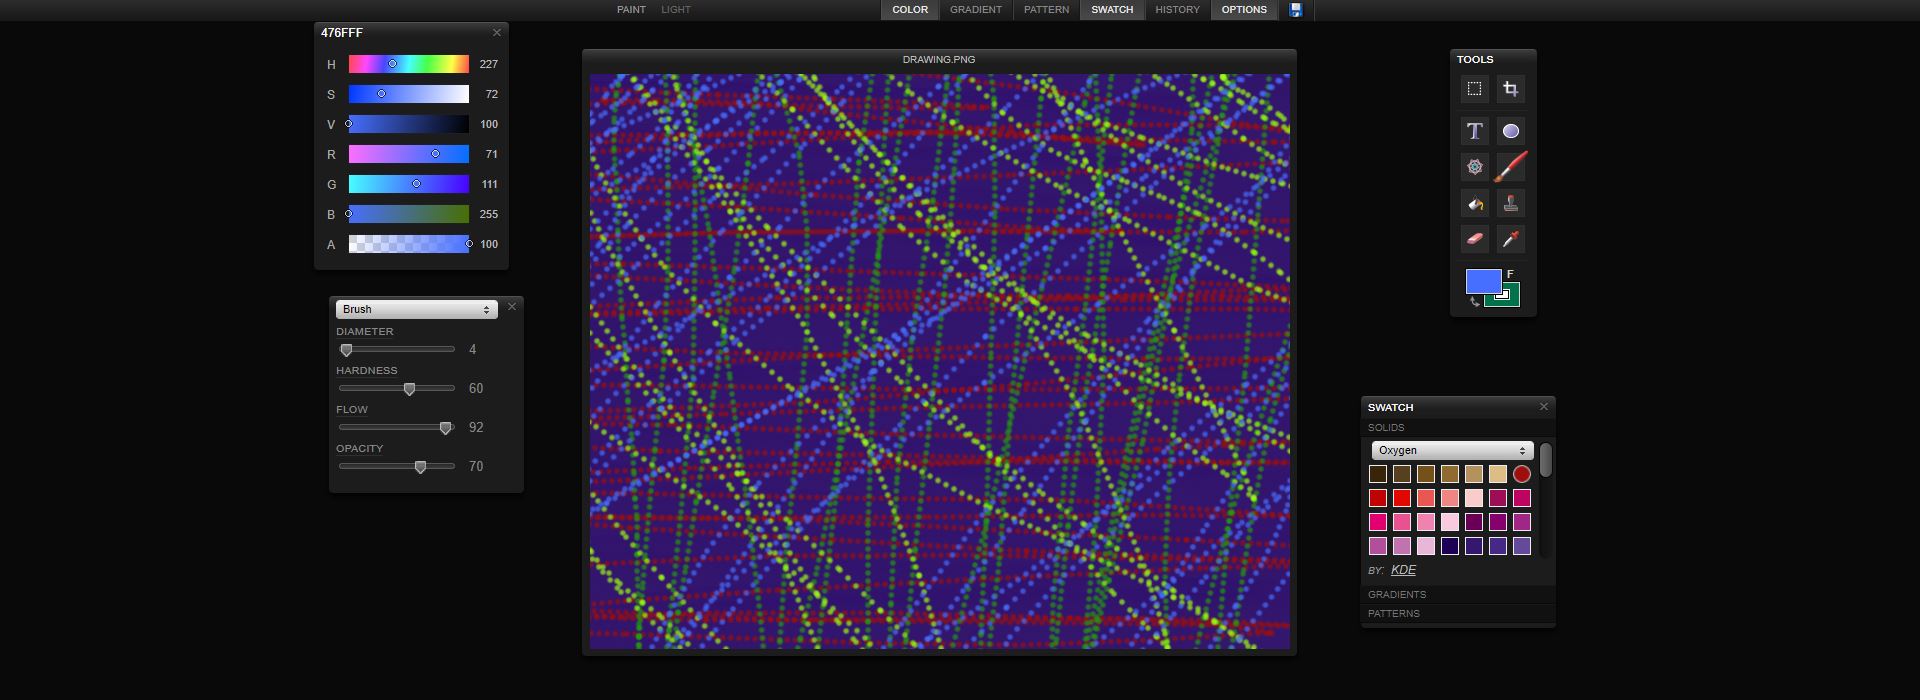 PAINT LIGHT COLOR GRADIENT PATTERN SWATCH HISTORY OPTIONS
476FFF
H 227
S 72
V 100
R 71
G 111
B 255
A 100
Brush
DIAMETER
4
HARDNESS
60
FLOW
92
OPACITY
70
DRAWING.PNG
TOOLS
T
F
SWATCH
SOLIDS
Oxygen
BY: KDE
GRADIENTS
PATTERNS